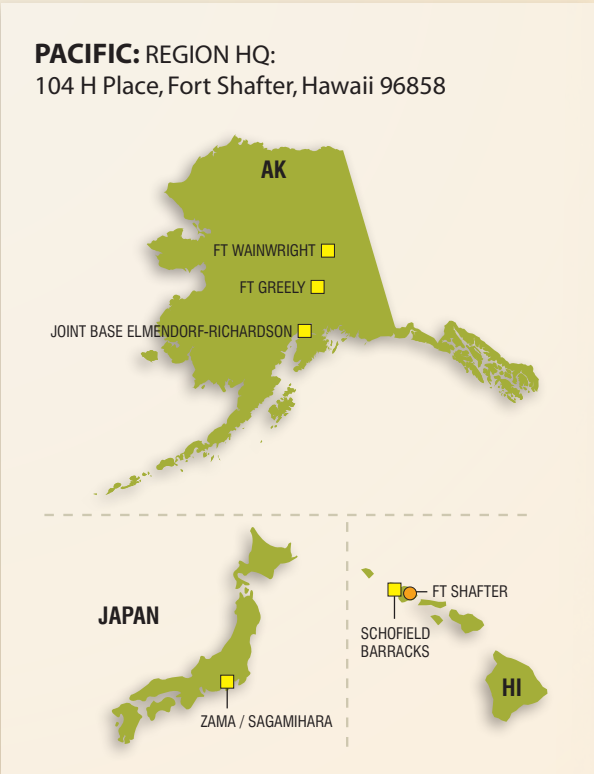 PACIFIC: REGION HQ:
104 H Place, Fort Shafter, Hawaii 96858
AK
FT WAINWRIGHT
FT GREELY
JOINT BASE ELMENDORF-RICHARDSON
JAPAN
ZAMA / SAGAMIHARA
FT SHAFTER
SCHOFIELD
BARRACKS
HI